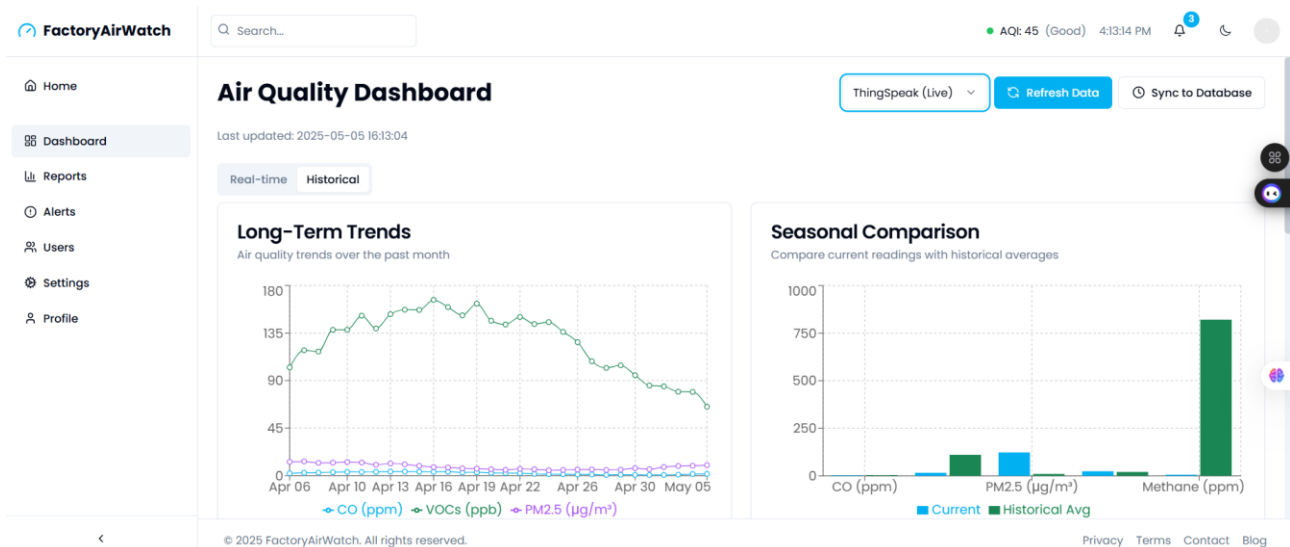 FactoryAirWatch
Search...
AQI: 45 (Good) 4:13:14 PM 3
Home
Dashboard
Reports
Alerts
Users
Settings
Profile
Air Quality Dashboard
ThingSpeak (Live)
Refresh Data
Sync to Database
Last updated: 2025-05-05 16:13:04
Real-time Historical
Long-Term Trends
Air quality trends over the past month
180
135
90
45
0
Apr 06 Apr 10 Apr 13 Apr 16 Apr 19 Apr 22 Apr 26 Apr 30 May 05
CO (ppm) VOCs (ppb) PM2.5 (µg/m³)
Seasonal Comparison
Compare current readings with historical averages
1000
750
500
250
0
CO (ppm) PM2.5 (µg/m³) Methane (ppm)
Current Historical Avg
© 2025 FactoryAirWatch. All rights reserved.
Privacy Terms Contact Blog